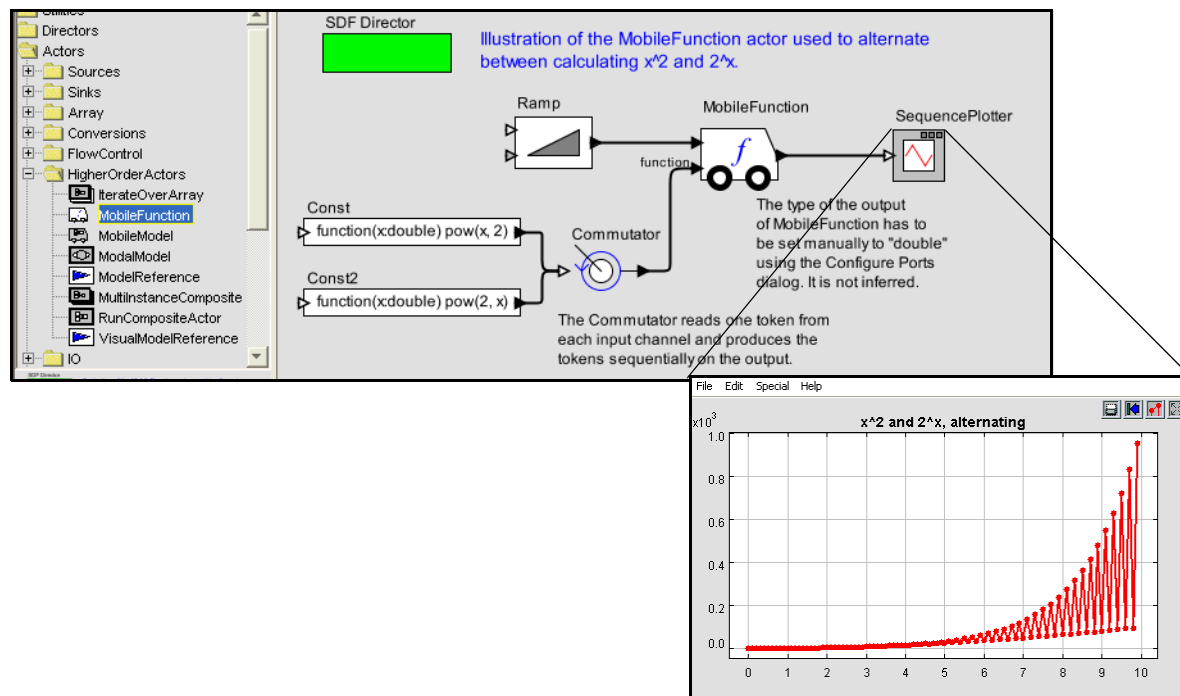 Utilities
Directors
Actors
Sources
Sinks
Array
Conversions
FlowControl
HigherOrderActors
IterateOverArray
MobileFunction
MobileModel
ModalModel
ModelReference
MultiInstanceComposite
RunCompositeActor
VisualModelReference
IO
SDF Director
SDF Director
Illustration of the MobileFunction actor used to alternate
between calculating x^2 and 2^x.
Ramp
MobileFunction
SequencePlotter
function
f
Const
function(x:double) pow(x, 2)
Commutator
Const2
function(x:double) pow(2, x)
The type of the output
of MobileFunction has to
be set manually to "double"
using the Configure Ports
dialog. It is not inferred.
The Commutator reads one token from
each input channel and produces the
tokens sequentially on the output.
File Edit Special Help
x^2 and 2^x, alternating
x10^3
1.0
0.8
0.6
0.4
0.2
0.0
0 1 2 3 4 5 6 7 8 9 10